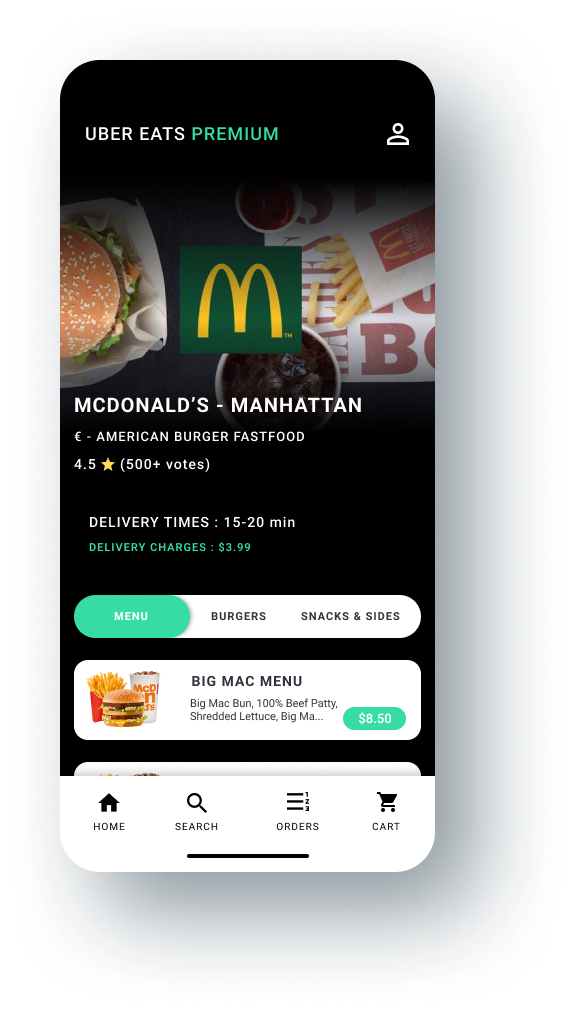 UBER EATS PREMIUM
MCDONALD’S - MANHATTAN
€ - AMERICAN BURGER FASTFOOD
4.5 ⭐ (500+ votes)
DELIVERY TIMES : 15-20 min
DELIVERY CHARGES : $3.99
MENU BURGERS SNACKS & SIDES
BIG MAC MENU
Big Mac Bun, 100% Beef Patty,
Shredded Lettuce, Big Ma...
$8.50
HOME SEARCH ORDERS CART